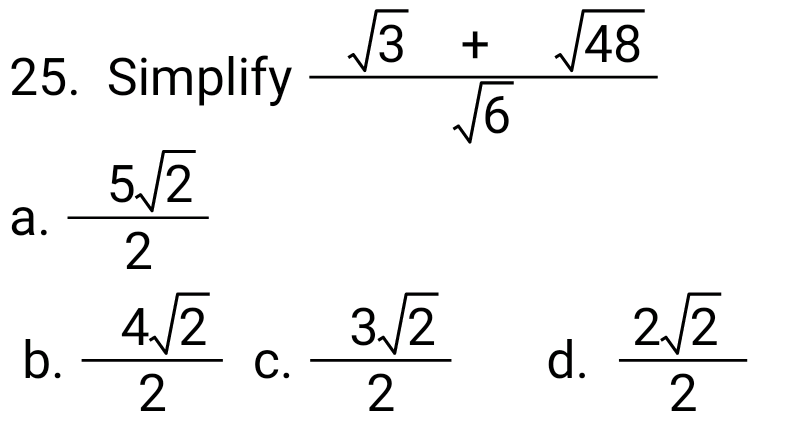 25. Simplify (√3 + √48)/√6
a. 5√2/2
b. 4√2/2 c. 3√2/2 d. 2√2/2